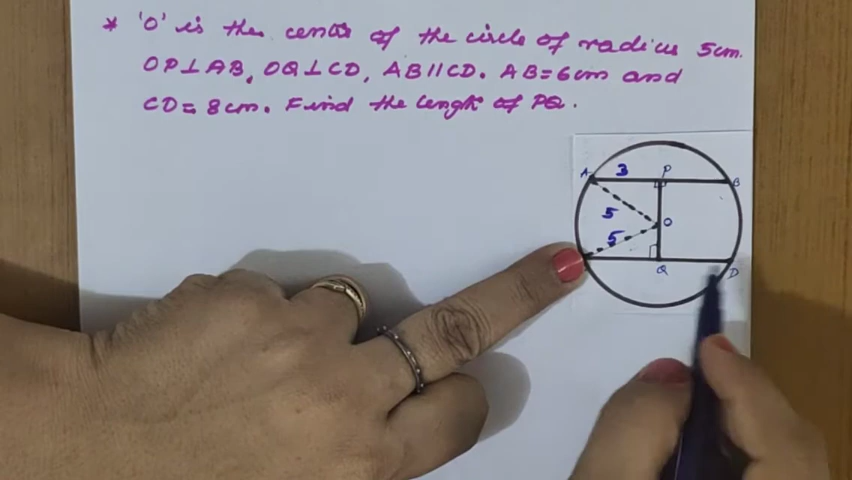 * 'O' is the centre of the circle of radius 5cm.
OP⊥AB, OQ⊥CD, AB//CD. AB=6cm and
CD=8cm. Find the length of PQ.
A 3 P B
5 O
5
Q D